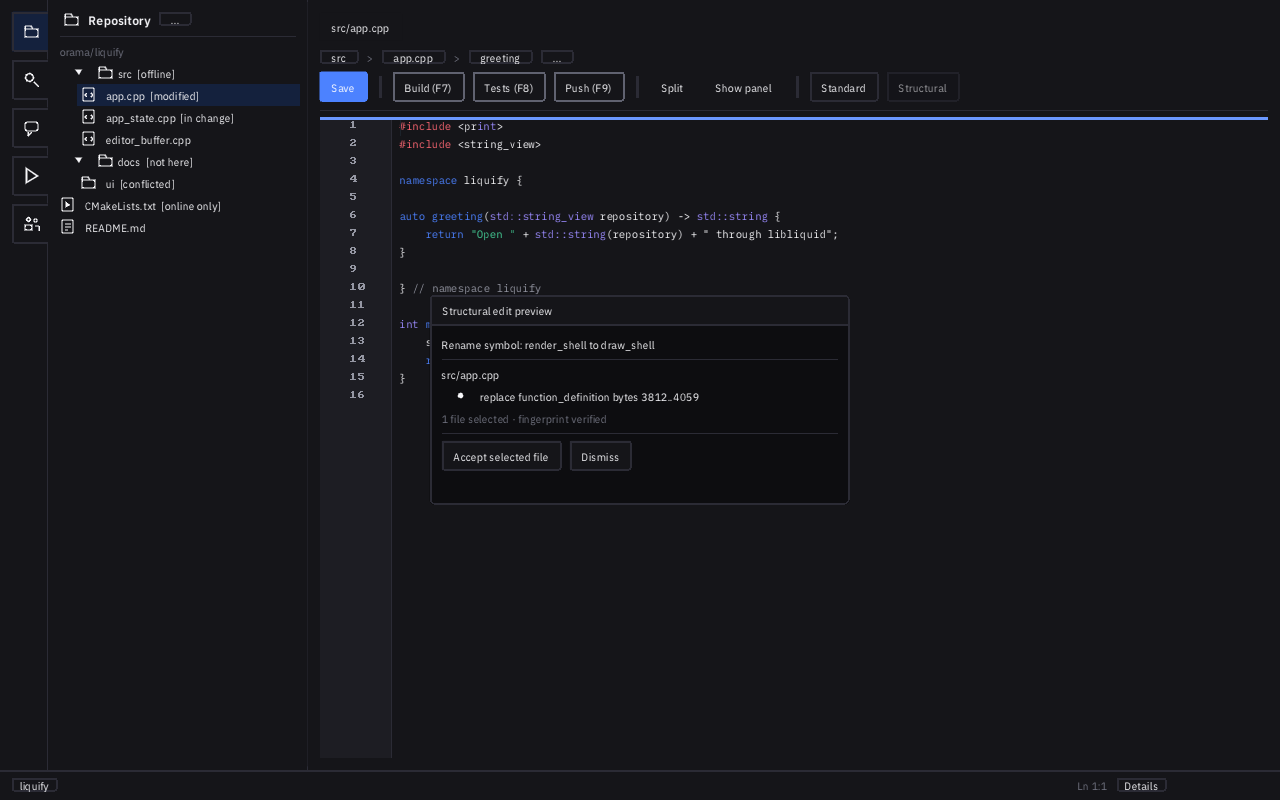 Repository ...
orama/liquify
src [offline]
app.cpp [modified]
app_state.cpp [in change]
editor_buffer.cpp
docs [not here]
ui [conflicted]
CMakeLists.txt [online only]
README.md
src/app.cpp
src > app.cpp > greeting ...
Save Build (F7) Tests (F8) Push (F9) Split Show panel Standard Structural
1 #include <print>
2 #include <string_view>
3
4 namespace liquify {
5
6 auto greeting(std::string_view repository) -> std::string {
7 return "Open " + std::string(repository) + " through libliquid";
8 }
9
10 } // namespace liquify
11
12 int m
13 s
14 r
15 }
16
Structural edit preview
Rename symbol: render_shell to draw_shell
src/app.cpp
replace function_definition bytes 3812..4059
1 file selected · fingerprint verified
Accept selected file Dismiss
liquify Ln 1:1 Details